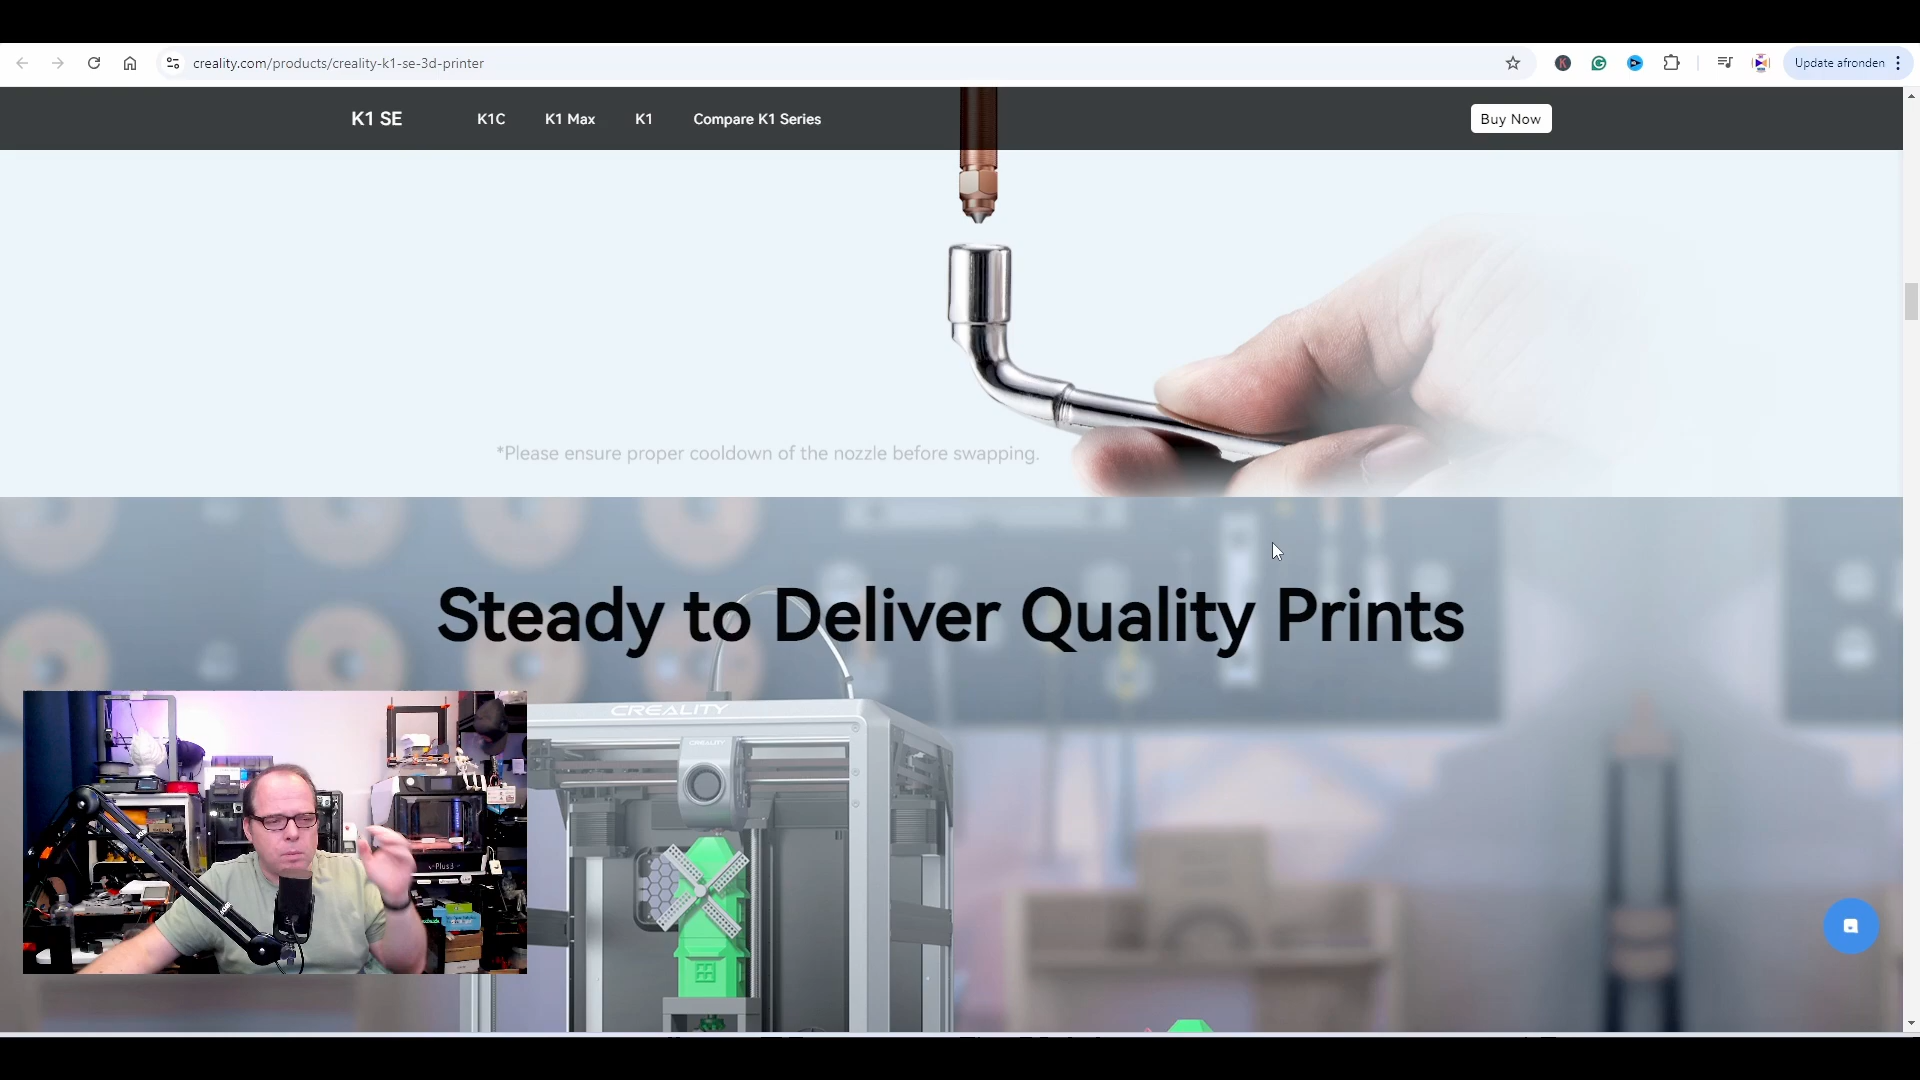 creality.com/products/creality-k1-se-3d-printer
Update afronden
K1 SE
K1C
K1 Max
K1
Compare K1 Series
Buy Now
*Please ensure proper cooldown of the nozzle before swapping.
Steady to Deliver Quality Prints
CREALITY
CREALITY